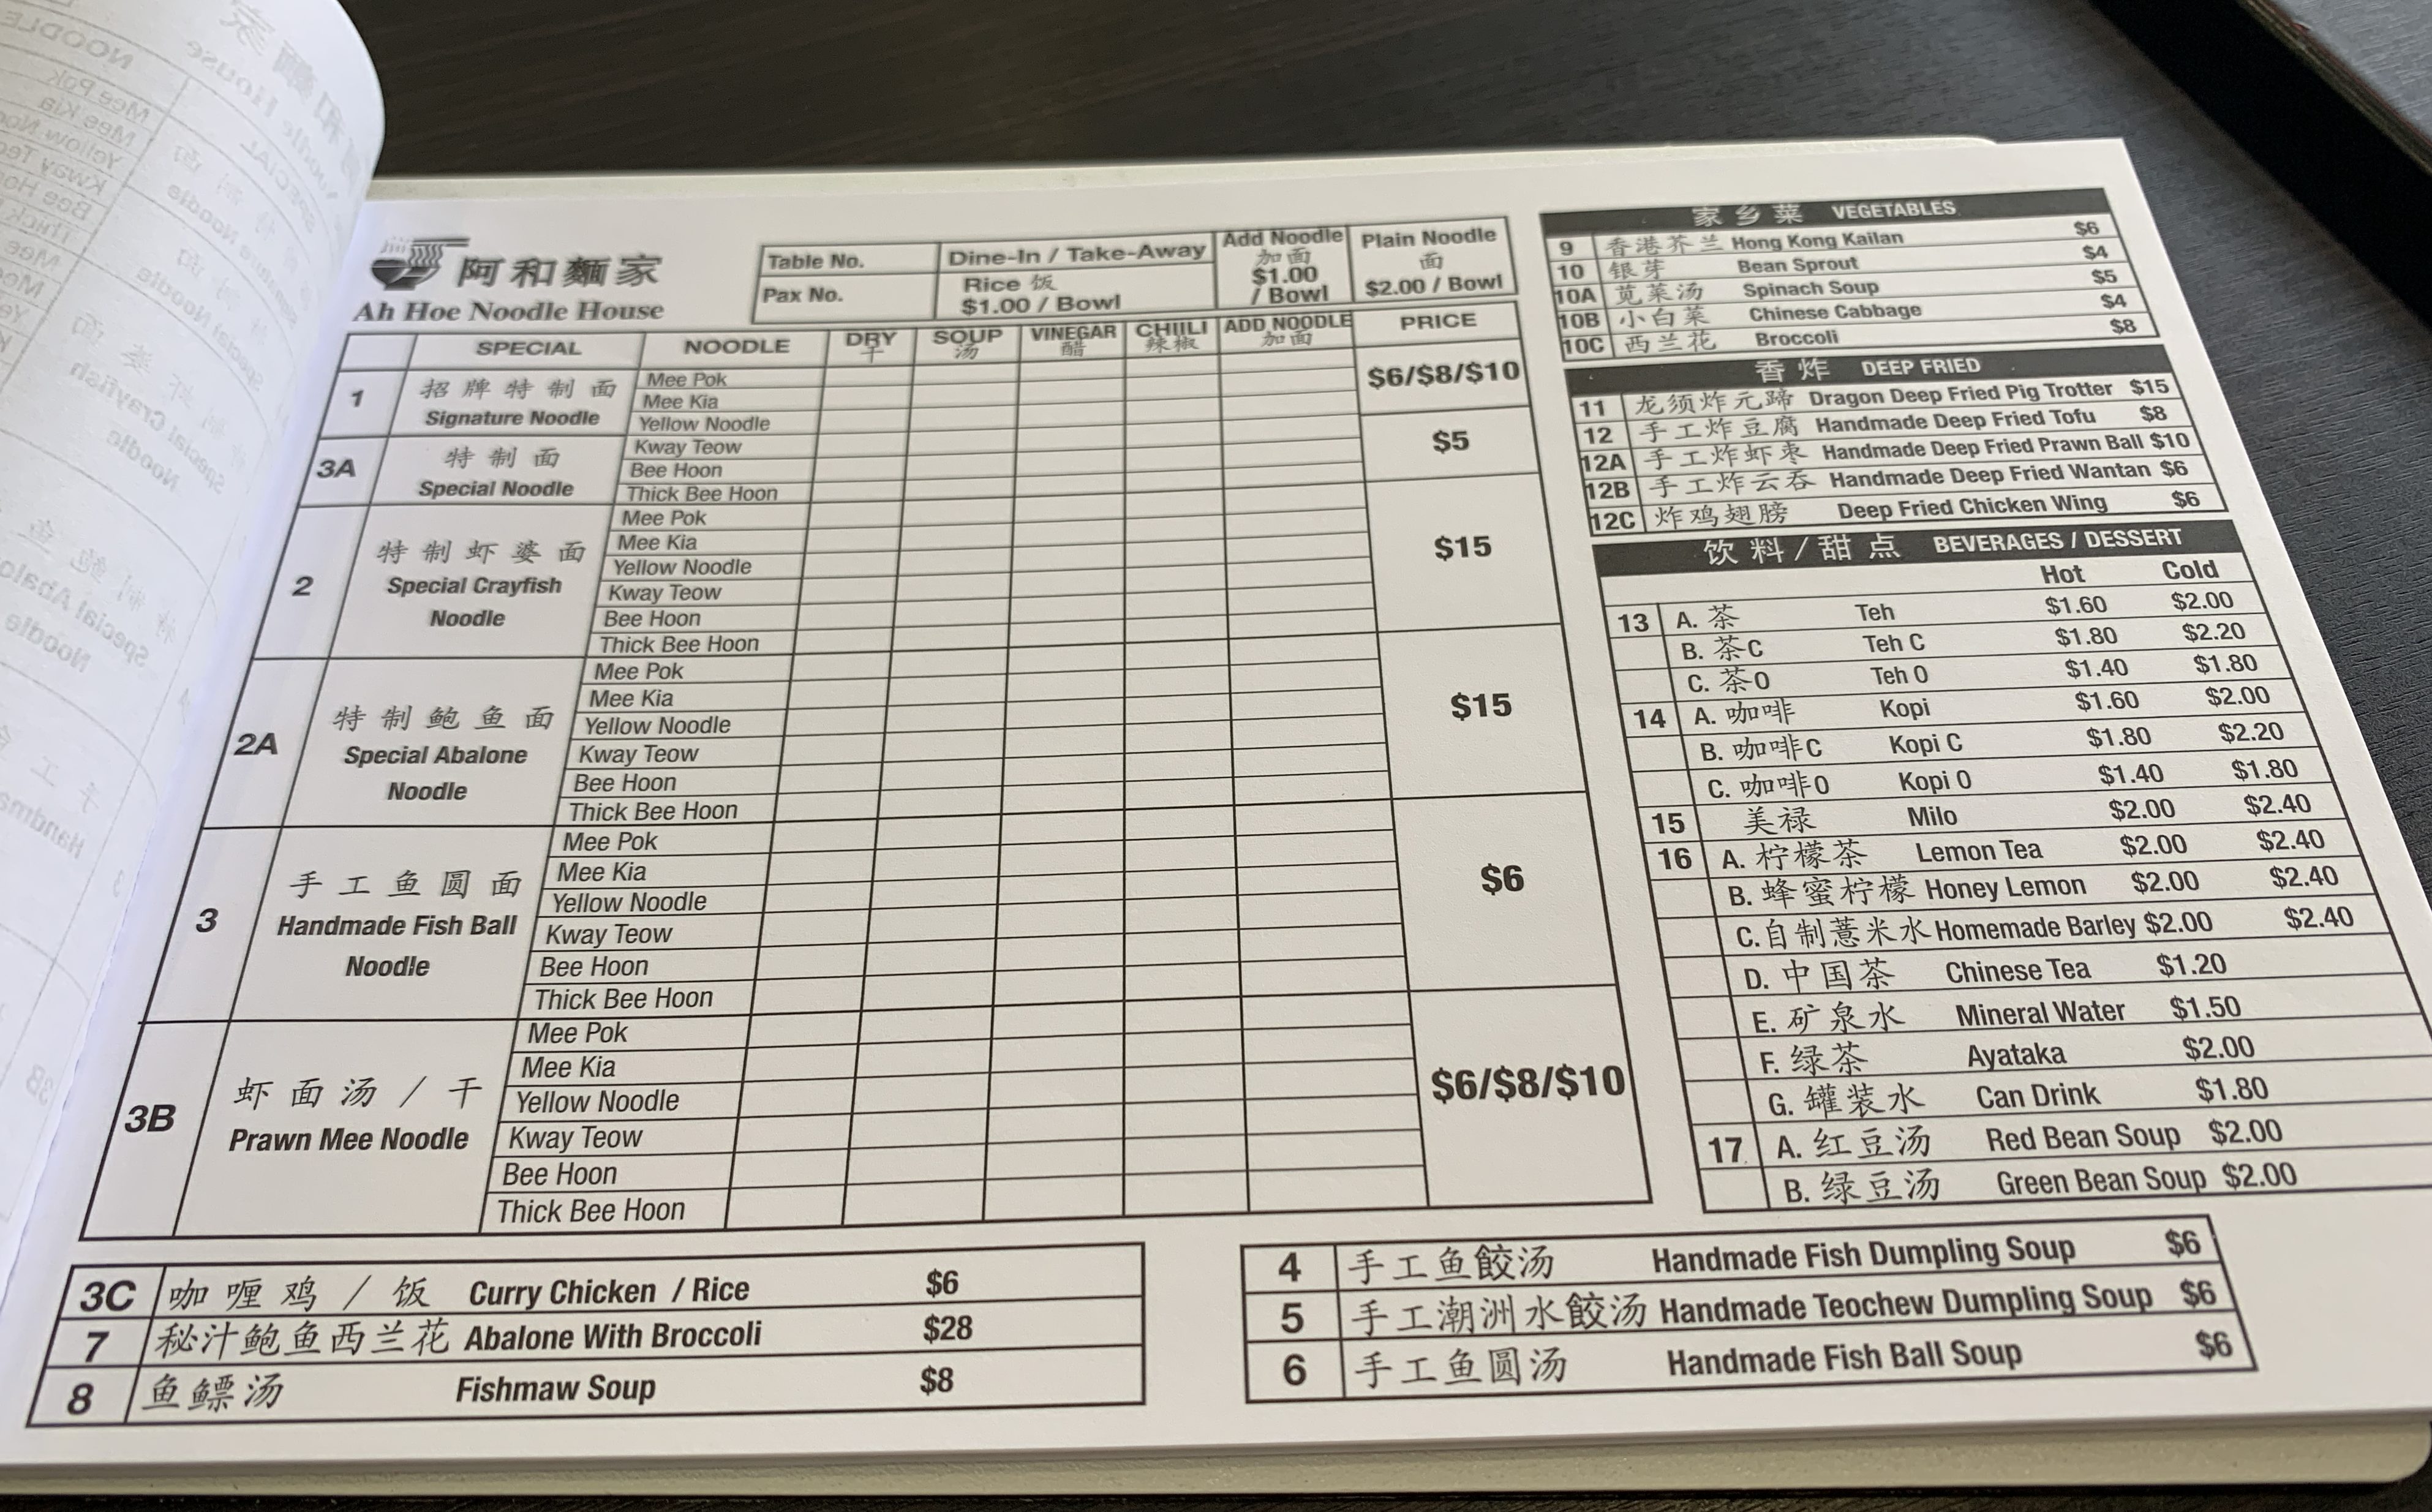 阿和麵家
Ah Hoe Noodle House
Table No.
Pax No.
Dine-In / Take-Away
Rice 饭
$1.00 / Bowl
Add Noodle
加面
$1.00
/ Bowl
Plain Noodle
面
$2.00 / Bowl
SPECIAL NOODLE DRY 干 SOUP 汤 VINEGAR 醋 CHIILI 辣椒 ADD NOODLE 加面 PRICE
1 招牌特制面
Signature Noodle
$6/$8/$10
3A 特制面
Special Noodle
$5
Mee Pok
Mee Kia
Yellow Noodle
Kway Teow
Bee Hoon
Thick Bee Hoon
2 特制虾婆面
Special Crayfish
Noodle
Mee Pok
Mee Kia
Yellow Noodle
Kway Teow
Bee Hoon
Thick Bee Hoon
$15
2A 特制鲍鱼面
Special Abalone
Noodle
Mee Pok
Mee Kia
Yellow Noodle
Kway Teow
Bee Hoon
Thick Bee Hoon
$15
3 手工鱼圆面
Handmade Fish Ball
Noodle
Mee Pok
Mee Kia
Yellow Noodle
Kway Teow
Bee Hoon
Thick Bee Hoon
$6
3B 虾面汤 / 干
Prawn Mee Noodle
Mee Pok
Mee Kia
Yellow Noodle
Kway Teow
Bee Hoon
Thick Bee Hoon
$6/$8/$10
3C 咖喱鸡 / 饭 Curry Chicken / Rice $6
7 秘汁鲍鱼西兰花 Abalone With Broccoli $28
8 鱼鳔汤 Fishmaw Soup $8
4 手工鱼餃汤 Handmade Fish Dumpling Soup $6
5 手工潮洲水餃汤 Handmade Teochew Dumpling Soup $6
6 手工鱼圆汤 Handmade Fish Ball Soup $6
家乡菜 VEGETABLES
9 香港芥兰 Hong Kong Kailan $6
10 银芽 Bean Sprout $4
10A 苋菜汤 Spinach Soup $5
10B 小白菜 Chinese Cabbage $4
10C 西兰花 Broccoli $8
香炸 DEEP FRIED
11 龙须炸元蹄 Dragon Deep Fried Pig Trotter $15
12 手工炸豆腐 Handmade Deep Fried Tofu $8
12A 手工炸虾枣 Handmade Deep Fried Prawn Ball $10
12B 手工炸云吞 Handmade Deep Fried Wantan $6
12C 炸鸡翅膀 Deep Fried Chicken Wing $6
饮料/甜点 BEVERAGES / DESSERT
Hot Cold
13 A. 茶 Teh $1.60 $2.00
B. 茶C Teh C $1.80 $2.20
C. 茶O Teh O $1.40 $1.80
14 A. 咖啡 Kopi $1.60 $2.00
B. 咖啡C Kopi C $1.80 $2.20
C. 咖啡O Kopi O $1.40 $1.80
15 美禄 Milo $2.00 $2.40
16 A. 柠檬茶 Lemon Tea $2.00 $2.40
B. 蜂蜜柠檬 Honey Lemon $2.00 $2.40
C. 自制薏米水 Homemade Barley $2.00 $2.40
D. 中国茶 Chinese Tea $1.20
E. 矿泉水 Mineral Water $1.50
F. 绿茶 Ayataka $2.00
G. 罐装水 Can Drink $1.80
17 A. 红豆汤 Red Bean Soup $2.00
B. 绿豆汤 Green Bean Soup $2.00